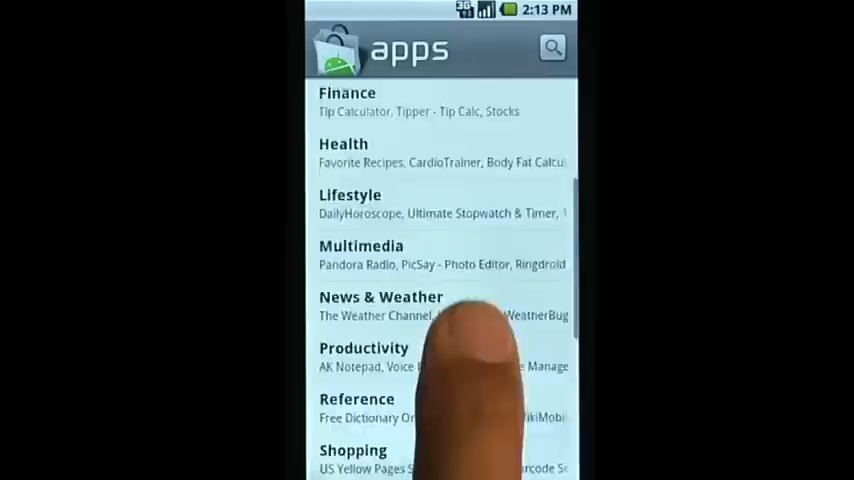 3G 2:13 PM
apps
Finance
Tip Calculator, Tipper - Tip Calc, Stocks
Health
Favorite Recipes, CardioTrainer, Body Fat Calcu
Lifestyle
DailyHoroscope, Ultimate Stopwatch & Timer,
Multimedia
Pandora Radio, PicSay - Photo Editor, Ringdroid
News & Weather
The Weather Channel, WeatherBug
Productivity
AK Notepad, Voice Manage
Reference
Free Dictionary
Shopping
US Yellow Pages